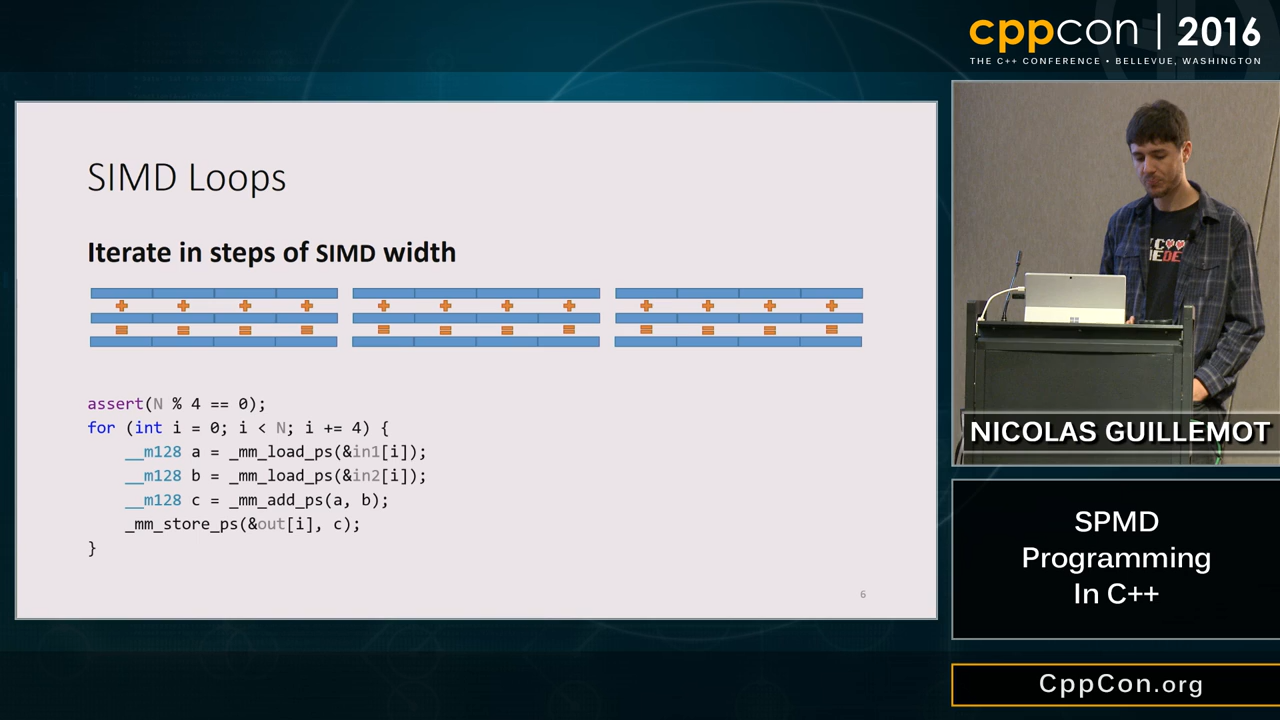 cppcon | 2016
THE C++ CONFERENCE • BELLEVUE, WASHINGTON
SIMD Loops
Iterate in steps of SIMD width
assert(N % 4 == 0);
for (int i = 0; i < N; i += 4) {
__m128 a = _mm_load_ps(&in1[i]);
__m128 b = _mm_load_ps(&in2[i]);
__m128 c = _mm_add_ps(a, b);
_mm_store_ps(&out[i], c);
}
6
NICOLAS GUILLEMOT
SPMD
Programming
In C++
CppCon.org